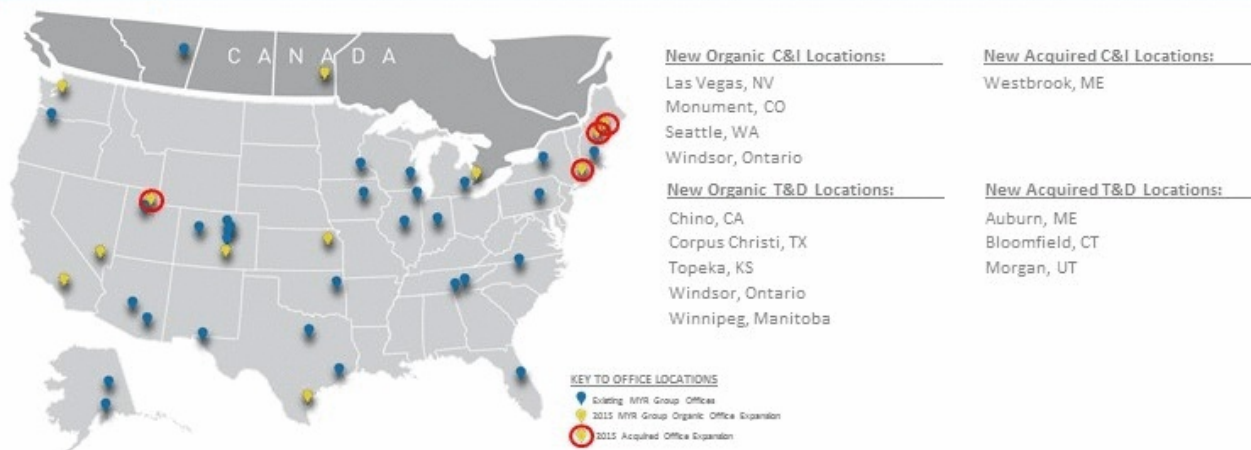 CANADA
New Organic C&I Locations:
Las Vegas, NV
Monument, CO
Seattle, WA
Windsor, Ontario
New Acquired C&I Locations:
Westbrook, ME
New Organic T&D Locations:
Chino, CA
Corpus Christi, TX
Topeka, KS
Windsor, Ontario
Winnipeg, Manitoba
New Acquired T&D Locations:
Auburn, ME
Bloomfield, CT
Morgan, UT
KEY TO OFFICE LOCATIONS
Existing MYR Group Offices
2015 MYR Group Organic Office Expansion
2015 Acquired Office Expansion